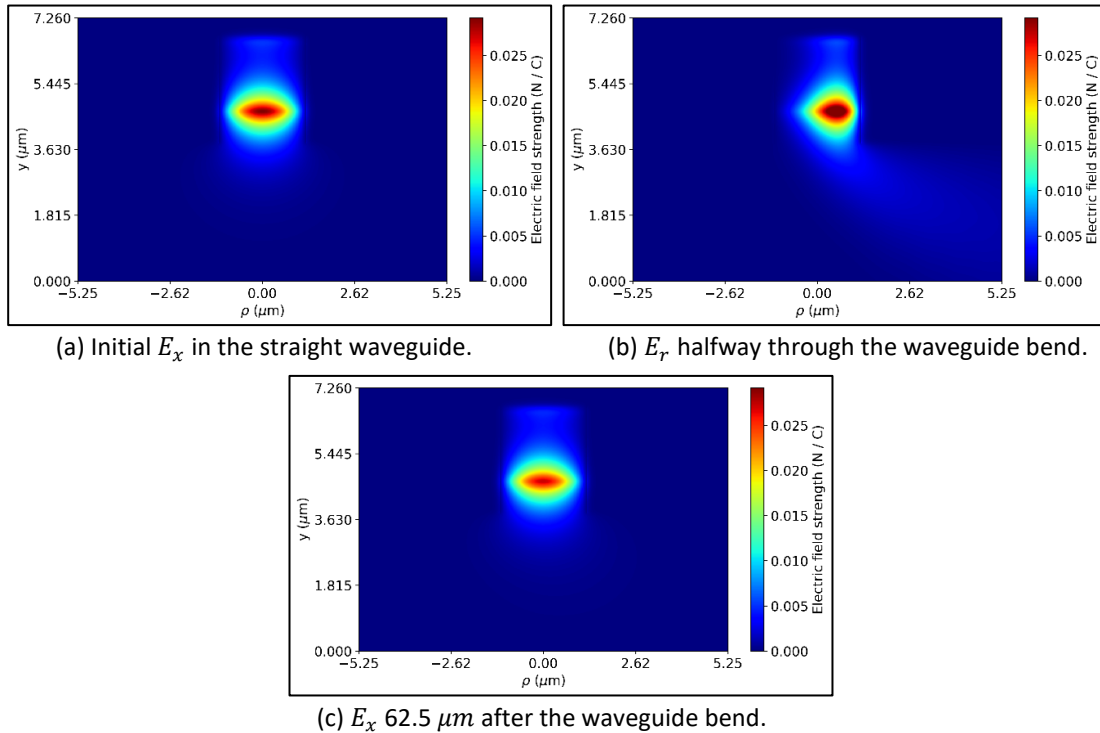 7.260
5.445
3.630
1.815
0.000
y (μm)
−5.25 −2.62 0.00 2.62 5.25
ρ (μm)
0.025
0.020
0.015
0.010
0.005
0.000
Electric field strength (N / C)
(a) Initial E_x in the straight waveguide.
7.260
5.445
3.630
1.815
0.000
y (μm)
−5.25 −2.62 0.00 2.62 5.25
ρ (μm)
0.025
0.020
0.015
0.010
0.005
0.000
Electric field strength (N / C)
(b) E_r halfway through the waveguide bend.
7.260
5.445
3.630
1.815
0.000
y (μm)
−5.25 −2.62 0.00 2.62 5.25
ρ (μm)
0.025
0.020
0.015
0.010
0.005
0.000
Electric field strength (N / C)
(c) E_x 62.5 μm after the waveguide bend.